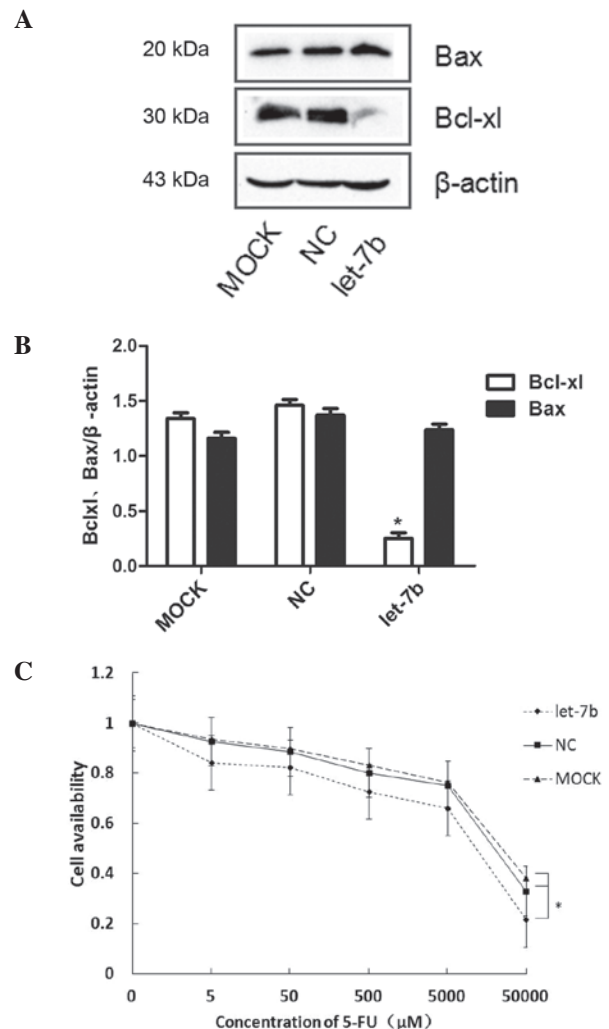 A
20 kDa Bax
30 kDa Bcl-xl
43 kDa β-actin
MOCK NC let-7b
B
2.0
1.5
1.0
0.5
0.0
Bclxl、Bax/β -actin
Bcl-xl
Bax
*
MOCK NC let-7b
C
1.2
1
0.8
0.6
0.4
0.2
0
Cell availability
let-7b
NC
MOCK
*
0 5 50 500 5000 50000
Concentration of 5-FU（μM）